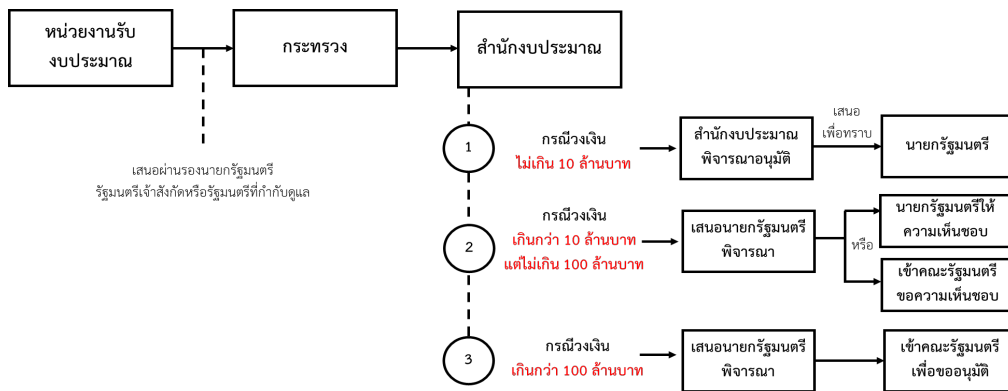 หน่วยงานรับ
งบประมาณ
กระทรวง
สำนักงบประมาณ
เสนอผ่านรองนายกรัฐมนตรี
รัฐมนตรีเจ้าสังกัดหรือรัฐมนตรีที่กำกับดูแล
1
กรณีวงเงิน
ไม่เกิน 10 ล้านบาท
สำนักงบประมาณ
พิจารณาอนุมัติ
เสนอ
เพื่อทราบ
นายกรัฐมนตรี
2
กรณีวงเงิน
เกินกว่า 10 ล้านบาท
แต่ไม่เกิน 100 ล้านบาท
เสนอนายกรัฐมนตรี
พิจารณา
หรือ
นายกรัฐมนตรีให้
ความเห็นชอบ
เข้าคณะรัฐมนตรี
ขอความเห็นชอบ
3
กรณีวงเงิน
เกินกว่า 100 ล้านบาท
เสนอนายกรัฐมนตรี
พิจารณา
เข้าคณะรัฐมนตรี
เพื่อขออนุมัติ